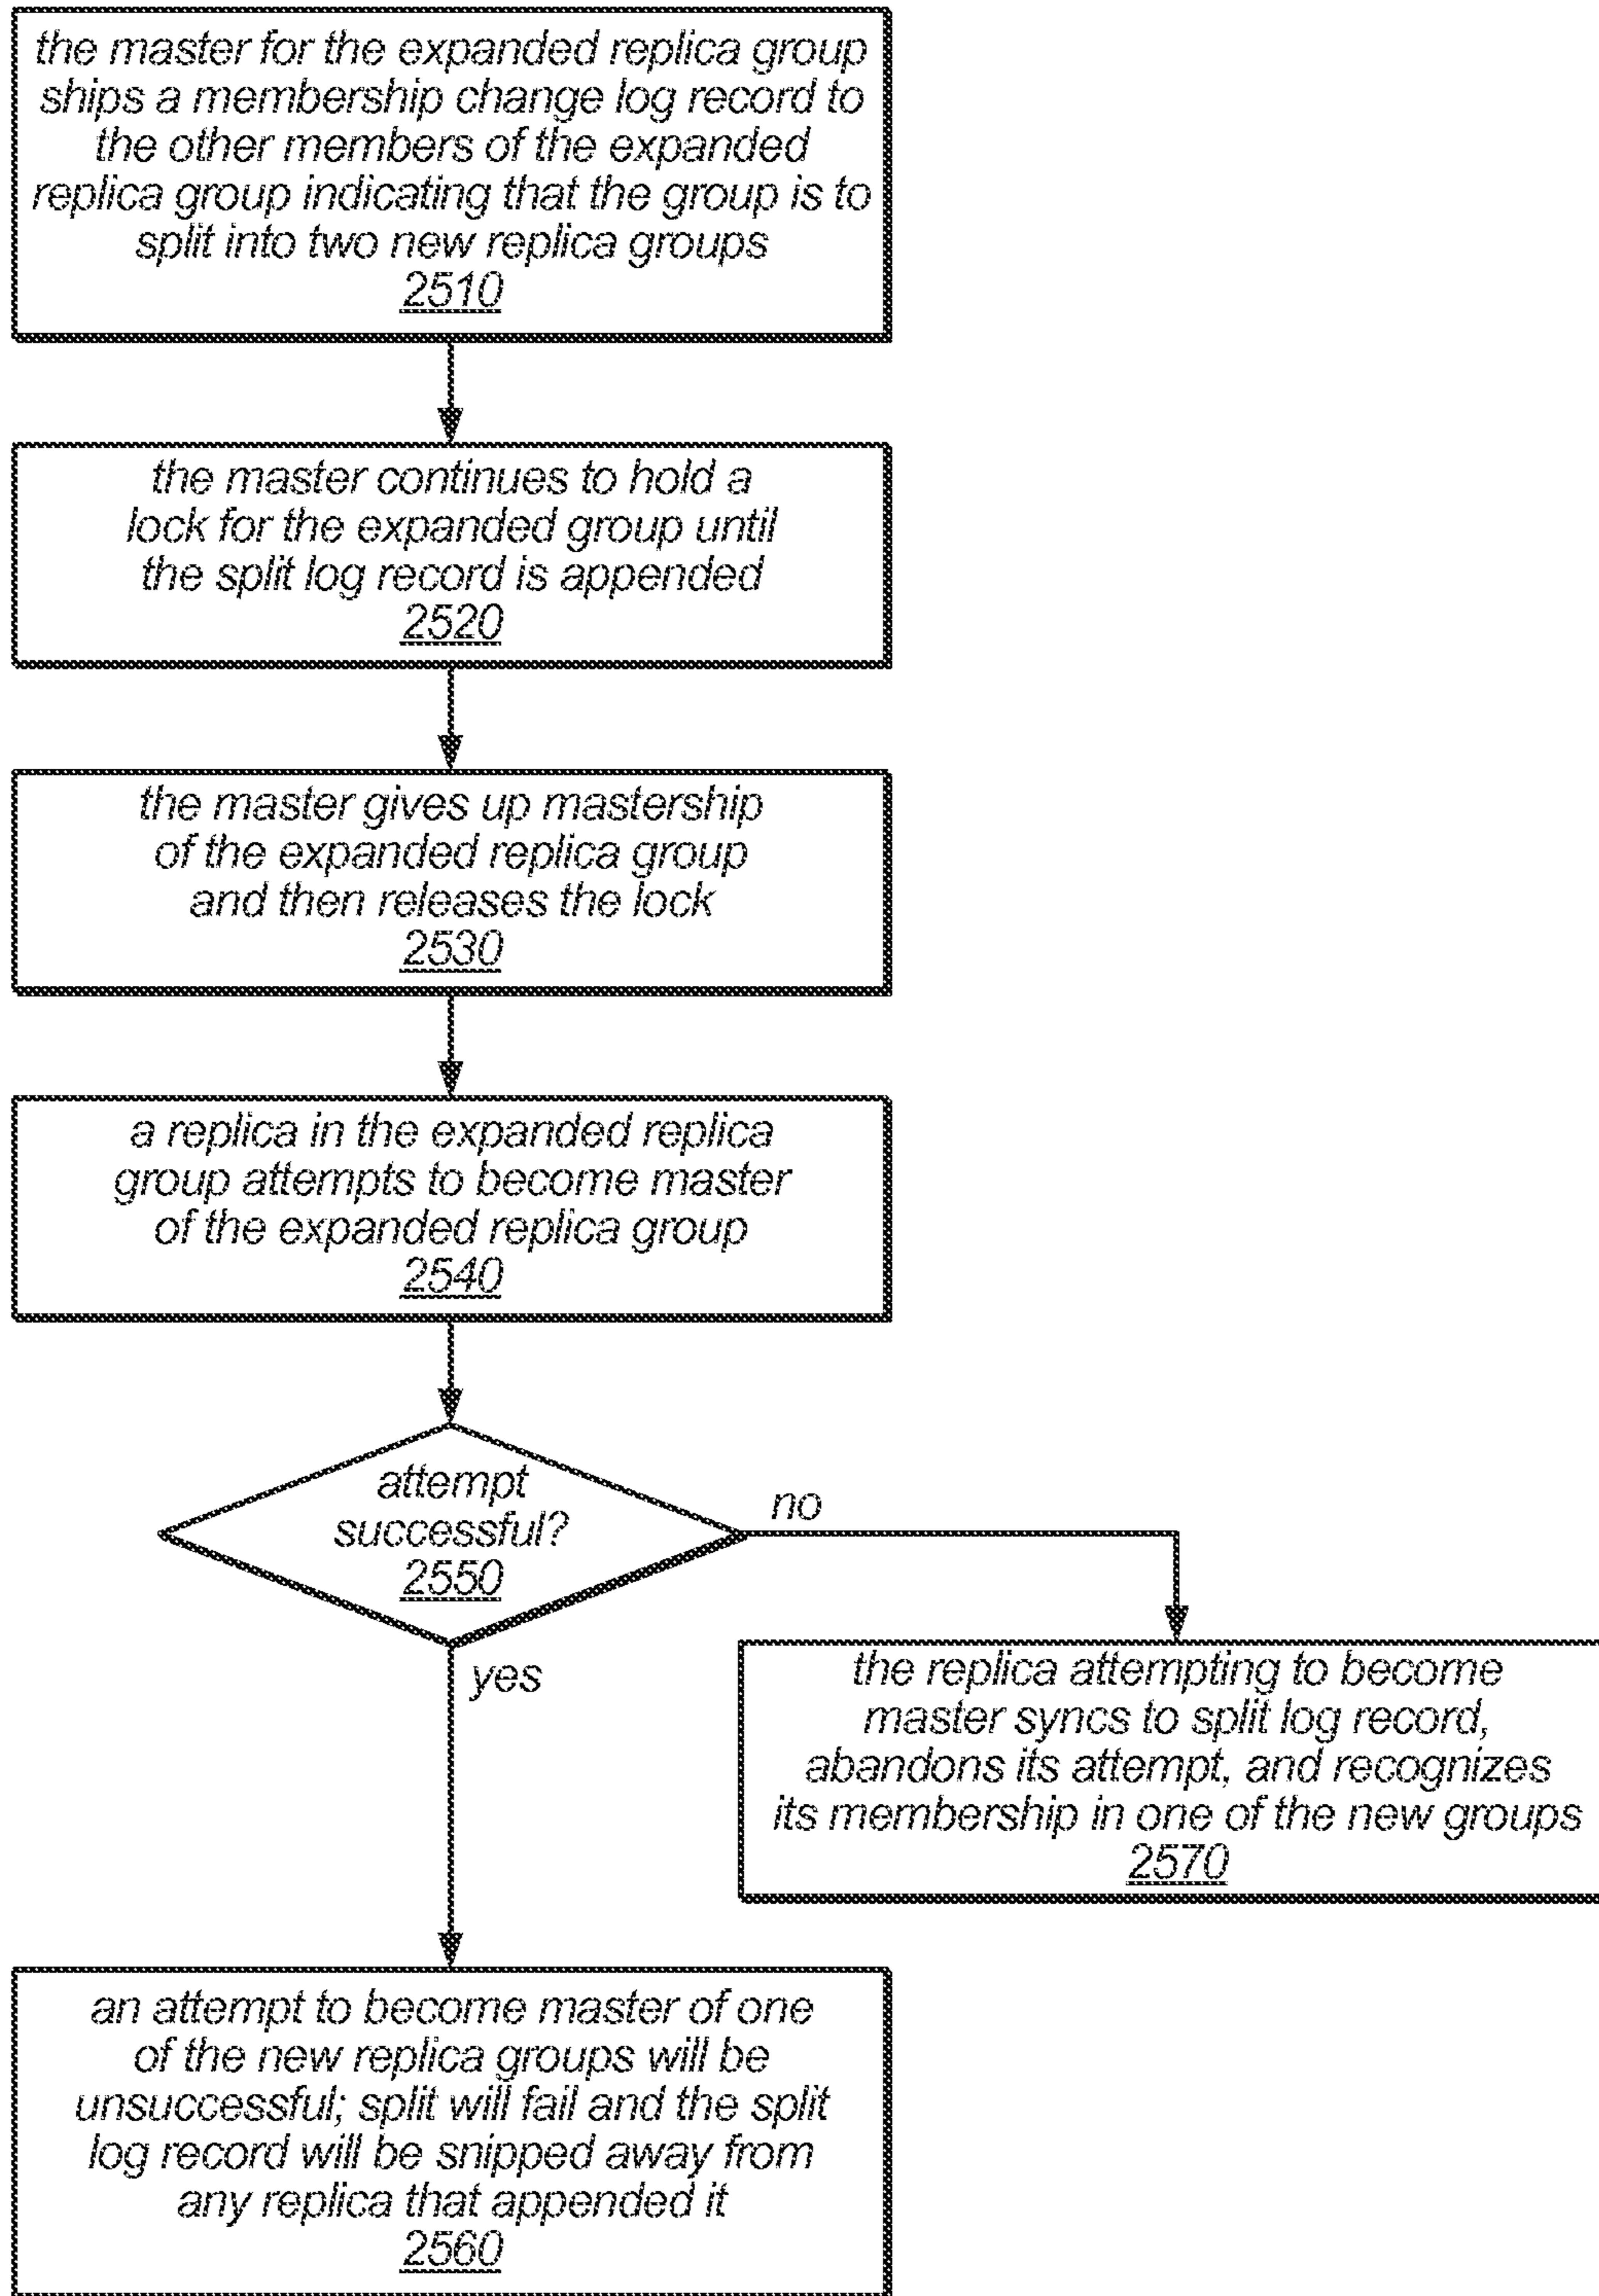 the master for the expanded replica group
ships a membership change log record to
the other members of the expanded
replica group indicating that the group is to
split into two new replica groups
2510
the master continues to hold a
lock for the expanded group until
the split log record is appended
2520
the master gives up mastership
of the expanded replica group
and then releases the lock
2530
a replica in the expanded replica
group attempts to become master
of the expanded replica group
2540
attempt
successful?
2550
no
yes
the replica attempting to become
master syncs to split log record,
abandons its attempt, and recognizes
its membership in one of the new groups
2570
an attempt to become master of one
of the new replica groups will be
unsuccessful; split will fail and the split
log record will be snipped away from
any replica that appended it
2560